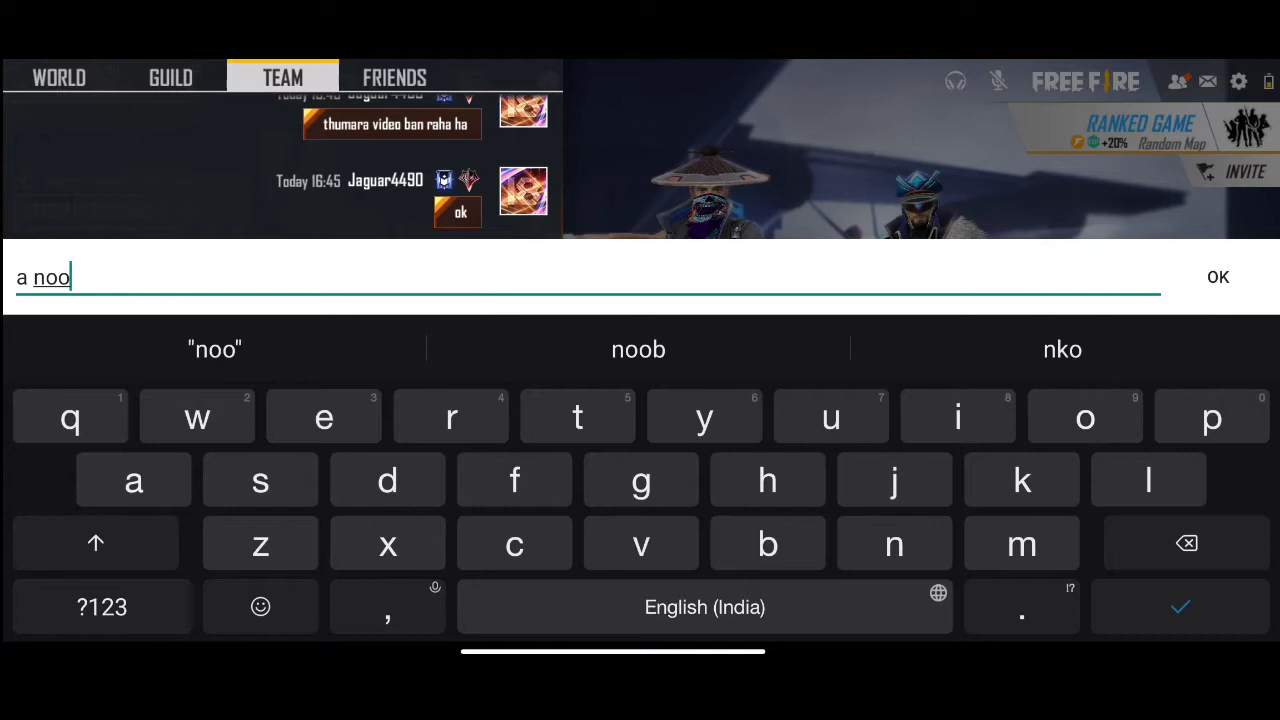 WORLD GUILD TEAM FRIENDS
FREE FIRE
thumara video ban raha ha
RANKED GAME
+20% Random Map
Today 16:45 Jaguar4490
INVITE
ok
a noo
OK
"noo" noob nko
q 1 w 2 e 3 r 4 t 5 y 6 u 7 i 8 o 9 p 0
a s d f g h j k l
z x c v b n m
?123 , English (India) . !?